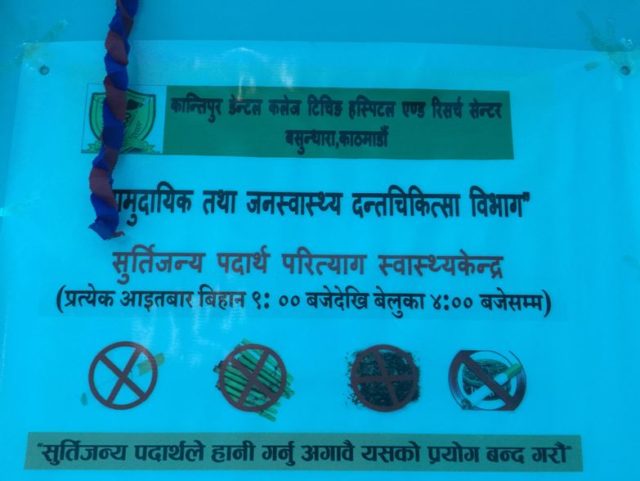 कान्तिपुर डेन्टल कलेज टिचिङ हस्पिटल एण्ड रिसर्च सेन्टर
बसुन्धारा,काठमाडौं
मुदायिक तथा जनस्वास्थ्य दन्तचिकित्सा विभाग"
सुर्तिजन्य पदार्थ परित्याग स्वास्थ्यकेन्द्र
(प्रत्येक आइतबार बिहान ९: ०० बजेदेखि बेलुका ४:०० बजेसम्म)
"सुर्तिजन्य पदार्थले हानी गर्नु अगावै यसको प्रयोग बन्द गरौं"